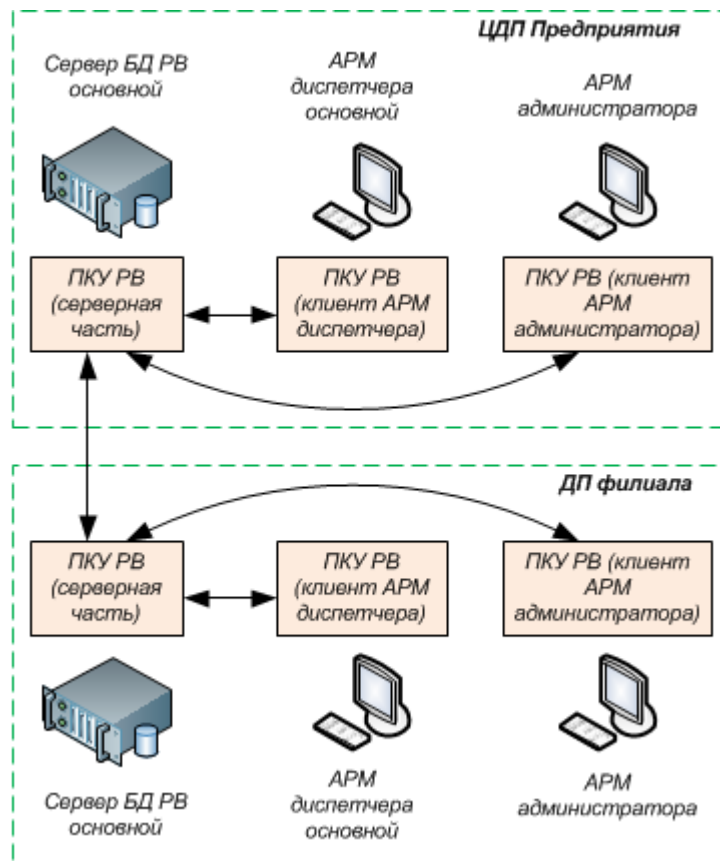 ЦДП Предприятия
Сервер БД РВ
основной
АРМ
диспетчера
основной
АРМ
администратора
ПКУ РВ
(серверная
часть)
ПКУ РВ
(клиент АРМ
диспетчера)
ПКУ РВ (клиент
АРМ
администратора)
ДП филиала
ПКУ РВ
(серверная
часть)
ПКУ РВ
(клиент АРМ
диспетчера)
ПКУ РВ (клиент
АРМ
администратора)
Сервер БД РВ
основной
АРМ
диспетчера
основной
АРМ
администратора